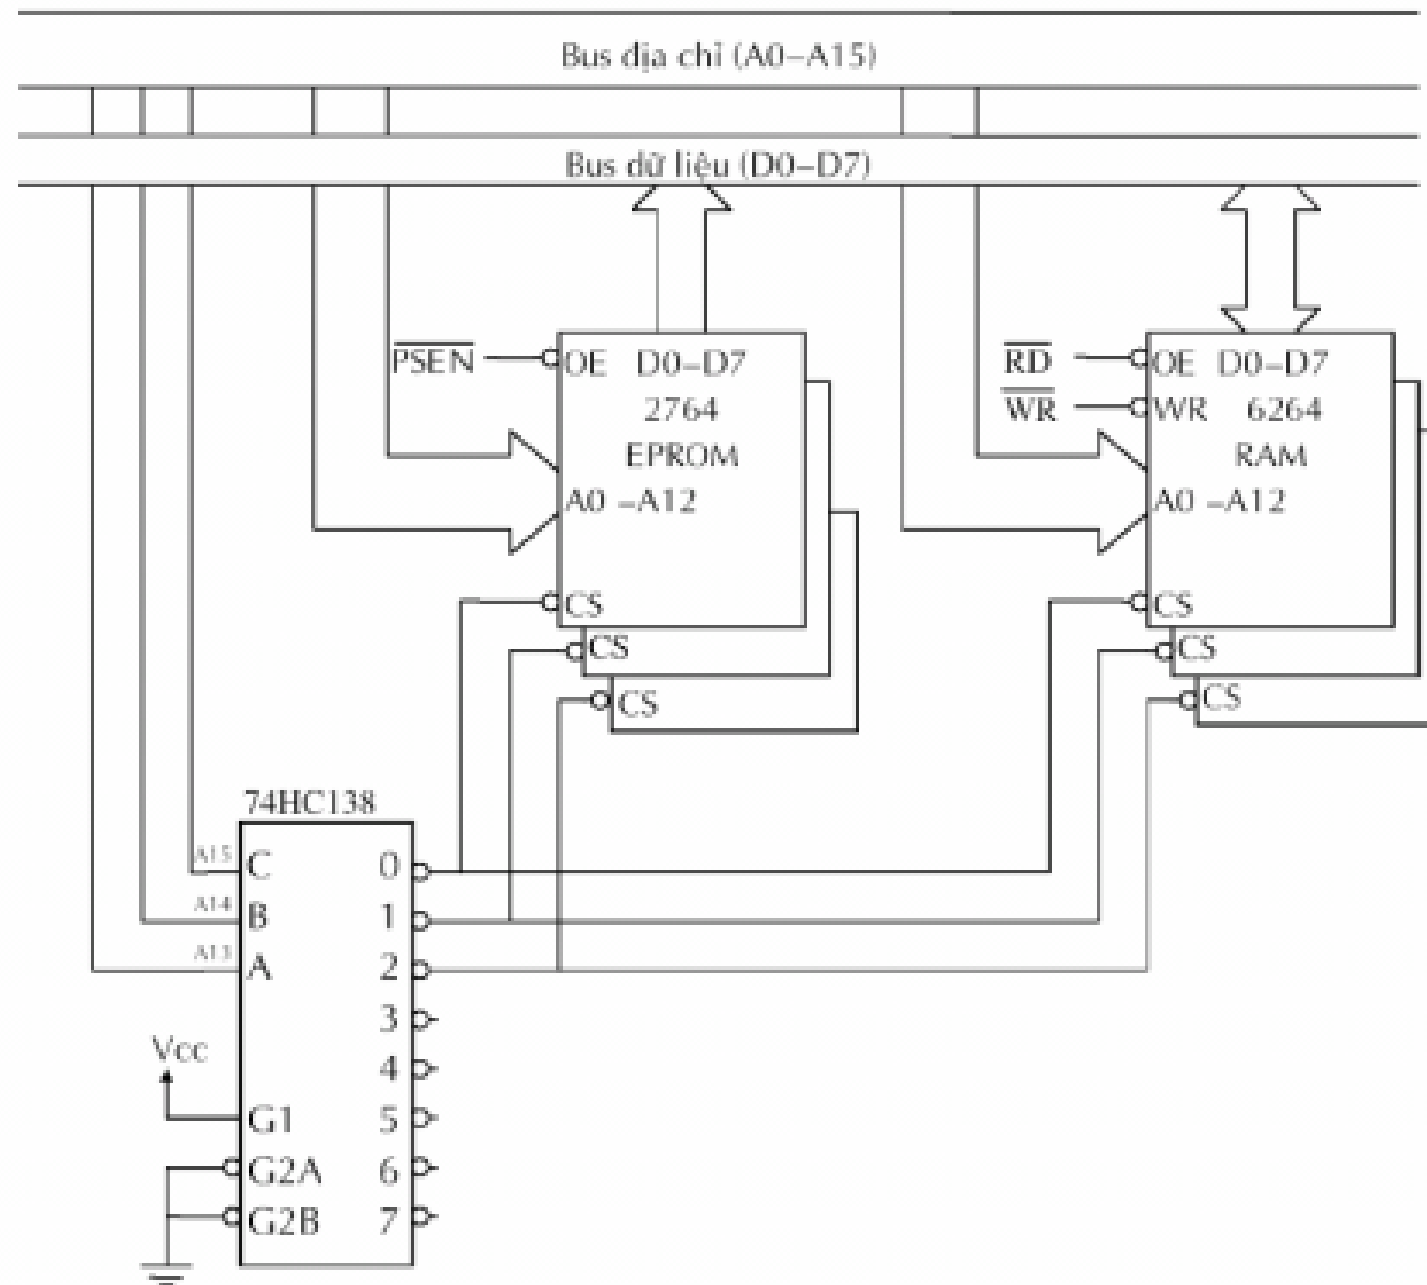 Bus địa chỉ (A0–A15)
Bus dữ liệu (D0–D7)
PSEN
OE D0–D7
2764
EPROM
A0 –A12
CS
CS
CS
RD
WR
OE D0–D7
WR 6264
RAM
A0 –A12
CS
CS
CS
74HC138
A15 C 0
A14 B 1
A13 A 2
3
Vcc
4
G1 5
G2A 6
G2B 7